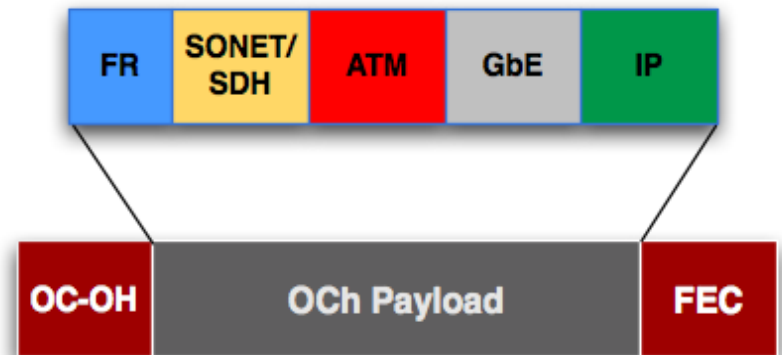 FR
SONET/
SDH
ATM
GbE
IP
OC-OH
OCh Payload
FEC